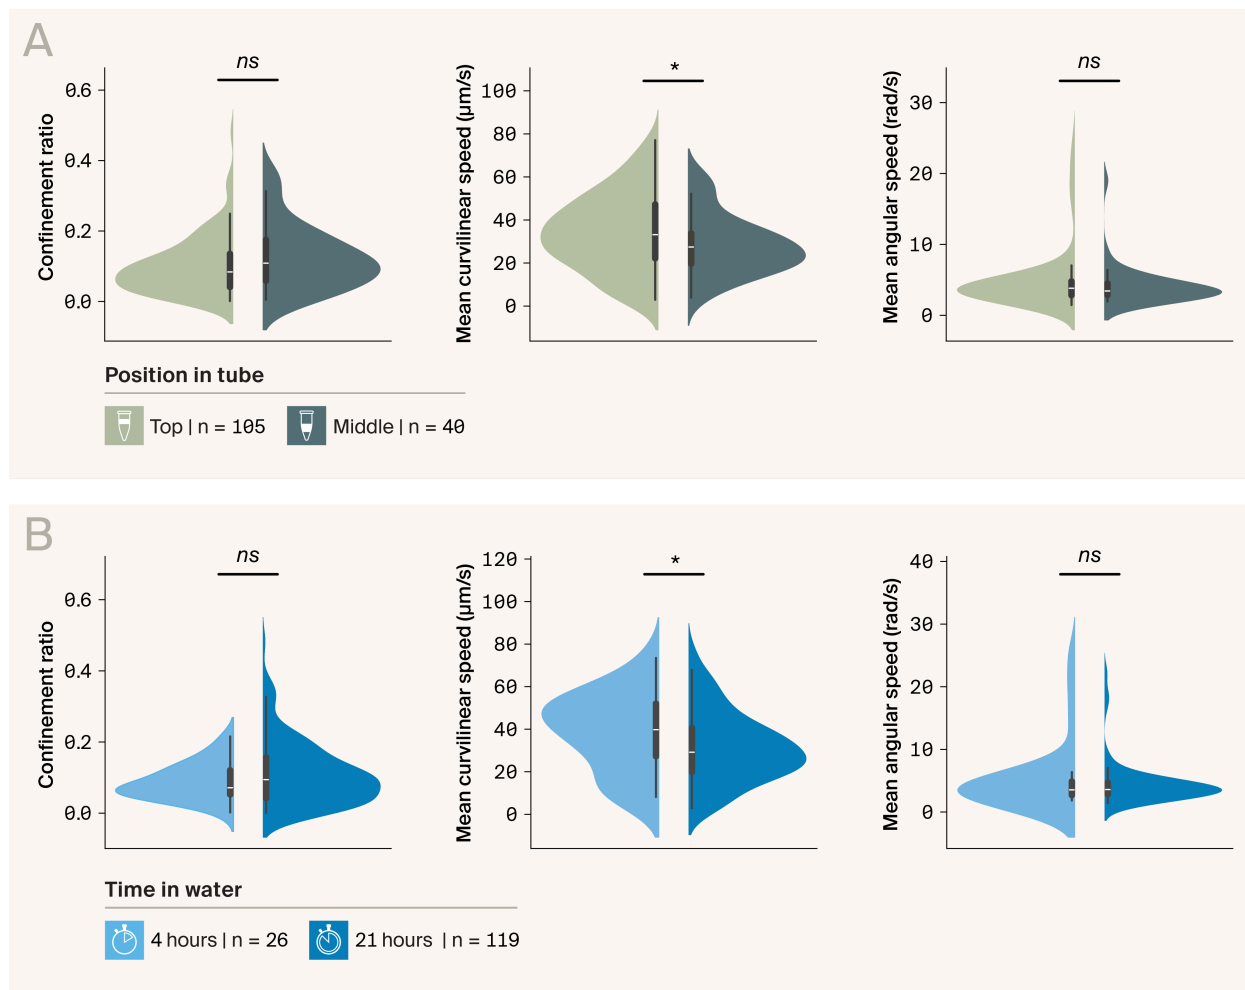 A
ns
Confinement ratio
0.6
0.4
0.2
0.0
*
Mean curvilinear speed (μm/s)
100
80
60
40
20
0
ns
Mean angular speed (rad/s)
30
20
10
0
Position in tube
Top | n = 105
Middle | n = 40
B
ns
Confinement ratio
0.6
0.4
0.2
0.0
*
Mean curvilinear speed (μm/s)
120
100
80
60
40
20
0
ns
Mean angular speed (rad/s)
40
30
20
10
0
Time in water
4 hours | n = 26
21 hours | n = 119